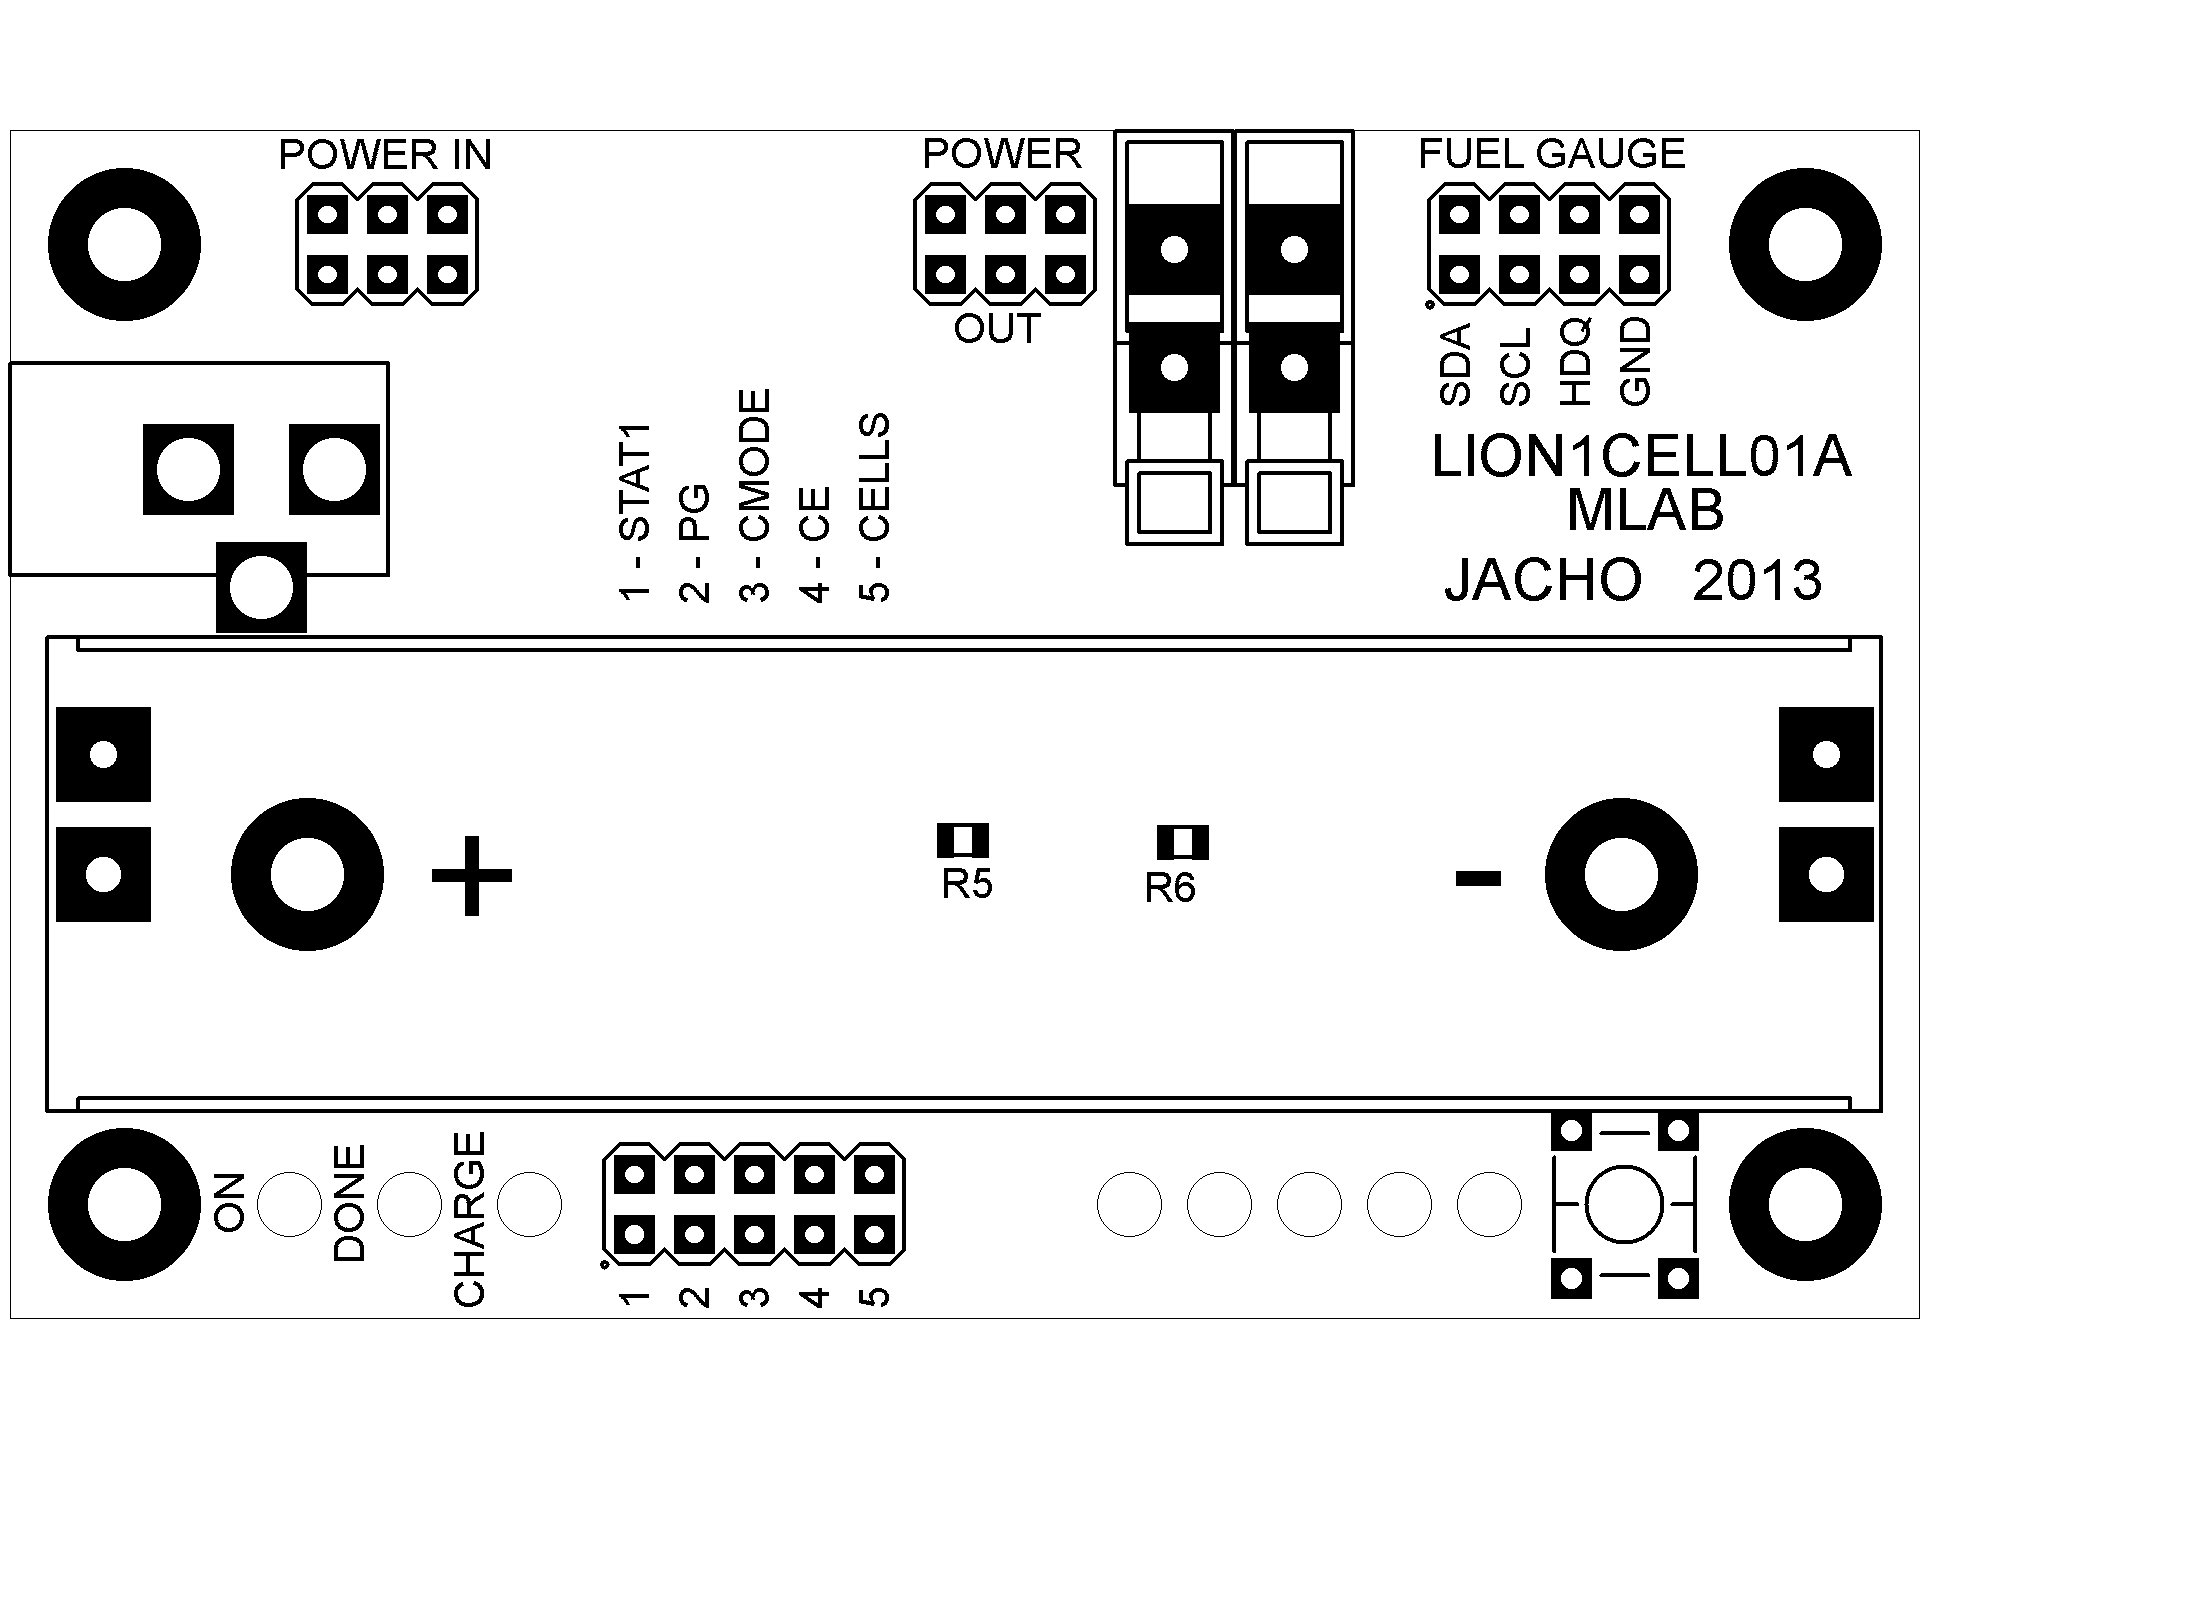 POWER IN
POWER
OUT
FUEL GAUGE
SDA
SCL
HDQ
GND
1 - STAT1
2 - PG
3 - CMODE
4 - CE
5 - CELLS
LION1CELL01A
MLAB
JACHO 2013
+
R5
R6
-
ON
DONE
CHARGE
1
2
3
4
5